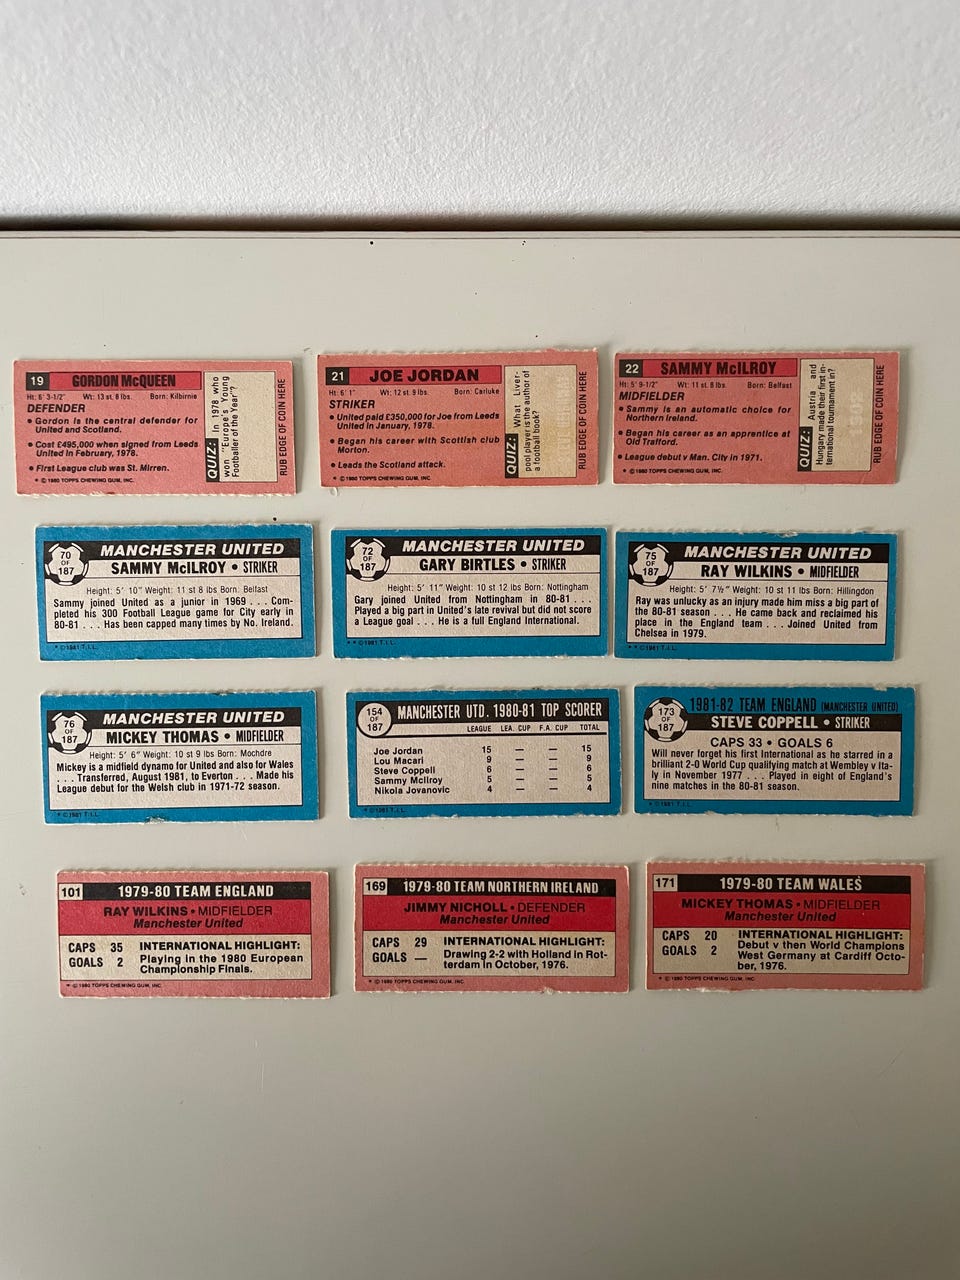 19
GORDON McQUEEN
Ht: 6' 3-1/2" Wt: 13 st. 8 lbs. Born: Kilbirnie
DEFENDER
• Gordon is the central defender for
United and Scotland.
• Cost £495,000 when signed from Leeds
United in February, 1978.
• First League club was St. Mirren.
* © 1980 TOPPS CHEWING GUM, INC.
QUIZ: In 1978 who
won "Europe's Young
Footballer of the Year"?
RUB EDGE OF COIN HERE
21
JOE JORDAN
Ht: 6' 1" Wt: 12 st. 9 lbs. Born: Carluke
STRIKER
• United paid £350,000 for Joe from Leeds
United in January, 1978.
• Began his career with Scottish club
Morton.
• Leads the Scotland attack.
* © 1980 TOPPS CHEWING GUM, INC.
QUIZ: What Liver-
pool player is the author of
a football book?
RUB EDGE OF COIN HERE
22
SAMMY McILROY
Ht: 5' 9-1/2" Wt: 11 st. 8 lbs. Born: Belfast
MIDFIELDER
• Sammy is an automatic choice for
Northern Ireland.
• Began his career as an apprentice at
Old Trafford.
• League debut v Man. City in 1971.
* © 1980 TOPPS CHEWING GUM, INC.
QUIZ: Austria and
Hungary made their first in-
ternational tournament in?
1902
RUB EDGE OF COIN HERE
70
OF
187
MANCHESTER UNITED
SAMMY McILROY • STRIKER
Height: 5' 10" Weight: 11 st 8 lbs Born: Belfast
Sammy joined United as a junior in 1969 . . . Com-
pleted his 300 Football League game for City early in
80-81 . . . Has been capped many times by No. Ireland.
* © 1981 T.I.L.
72
OF
187
MANCHESTER UNITED
GARY BIRTLES • STRIKER
Height: 5' 11" Weight: 10 st 12 lbs Born: Nottingham
Gary joined United from Nottingham in 80-81 . . .
Played a big part in United's late revival but did not score
a League goal . . . He is a full England International.
* * © 1981 T.I.L.
75
OF
187
MANCHESTER UNITED
RAY WILKINS • MIDFIELDER
Height: 5' 7½" Weight: 10 st 11 lbs Born: Hillingdon
Ray was unlucky as an injury made him miss a big part of
the 80-81 season . . . He came back and reclaimed his
place in the England team . . . Joined United from
Chelsea in 1979.
* © 1981 T.I.L.
76
OF
187
MANCHESTER UNITED
MICKEY THOMAS • MIDFIELDER
Height: 5' 6" Weight: 10 st 9 lbs Born: Mochdre
Mickey is a midfield dynamo for United and also for Wales
. . . Transferred, August 1981, to Everton . . . Made his
League debut for the Welsh club in 1971-72 season.
* © 1981 T.I.L.
154
OF
187
MANCHESTER UTD. 1980-81 TOP SCORER
LEAGUE LEA. CUP F.A. CUP TOTAL
Joe Jordan 15 — — 15
Lou Macari 9 — — 9
Steve Coppell 6 — — 6
Sammy McIlroy 5 — — 5
Nikola Jovanovic 4 — — 4
* © 1981 T.I.L.
173
OF
187
1981-82 TEAM ENGLAND (MANCHESTER UNITED)
STEVE COPPELL • STRIKER
CAPS 33 • GOALS 6
Will never forget his first International as he starred in a
brilliant 2-0 World Cup qualifying match at Wembley v Ita-
ly in November 1977 . . . Played in eight of England's
nine matches in the 80-81 season.
* © 1981 T.I.L.
101
1979-80 TEAM ENGLAND
RAY WILKINS • MIDFIELDER
Manchester United
CAPS 35
GOALS 2
INTERNATIONAL HIGHLIGHT:
Playing in the 1980 European
Championship Finals.
* © 1980 TOPPS CHEWING GUM, INC.
169
1979-80 TEAM NORTHERN IRELAND
JIMMY NICHOLL • DEFENDER
Manchester United
CAPS 29
GOALS —
INTERNATIONAL HIGHLIGHT:
Drawing 2-2 with Holland in Rot-
terdam in October, 1976.
* © 1980 TOPPS CHEWING GUM, INC.
171
1979-80 TEAM WALES
MICKEY THOMAS • MIDFIELDER
Manchester United
CAPS 20
GOALS 2
INTERNATIONAL HIGHLIGHT:
Debut v then World Champions
West Germany at Cardiff Octo-
ber, 1976.
* © 1980 TOPPS CHEWING GUM, INC.